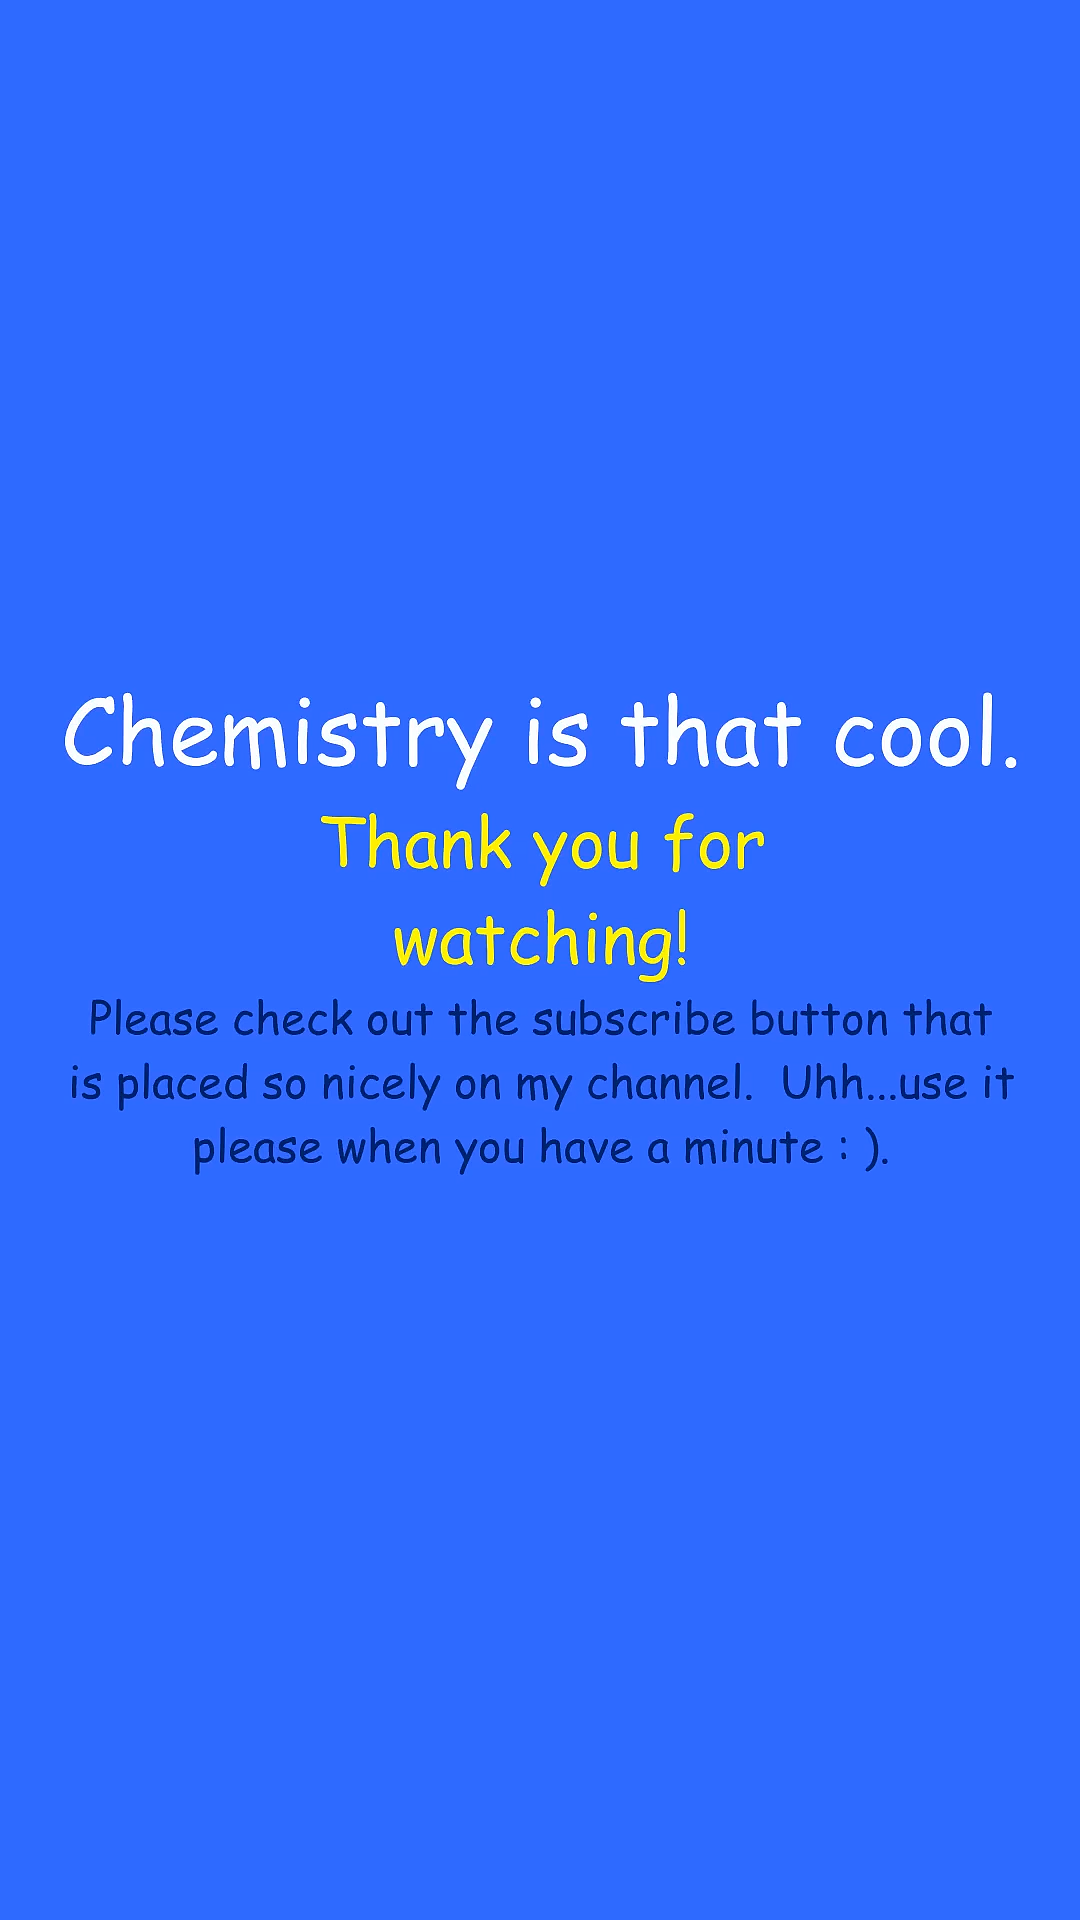 Chemistry is that cool.
Thank you for
watching!
Please check out the subscribe button that
is placed so nicely on my channel.  Uhh...use it
please when you have a minute : ).